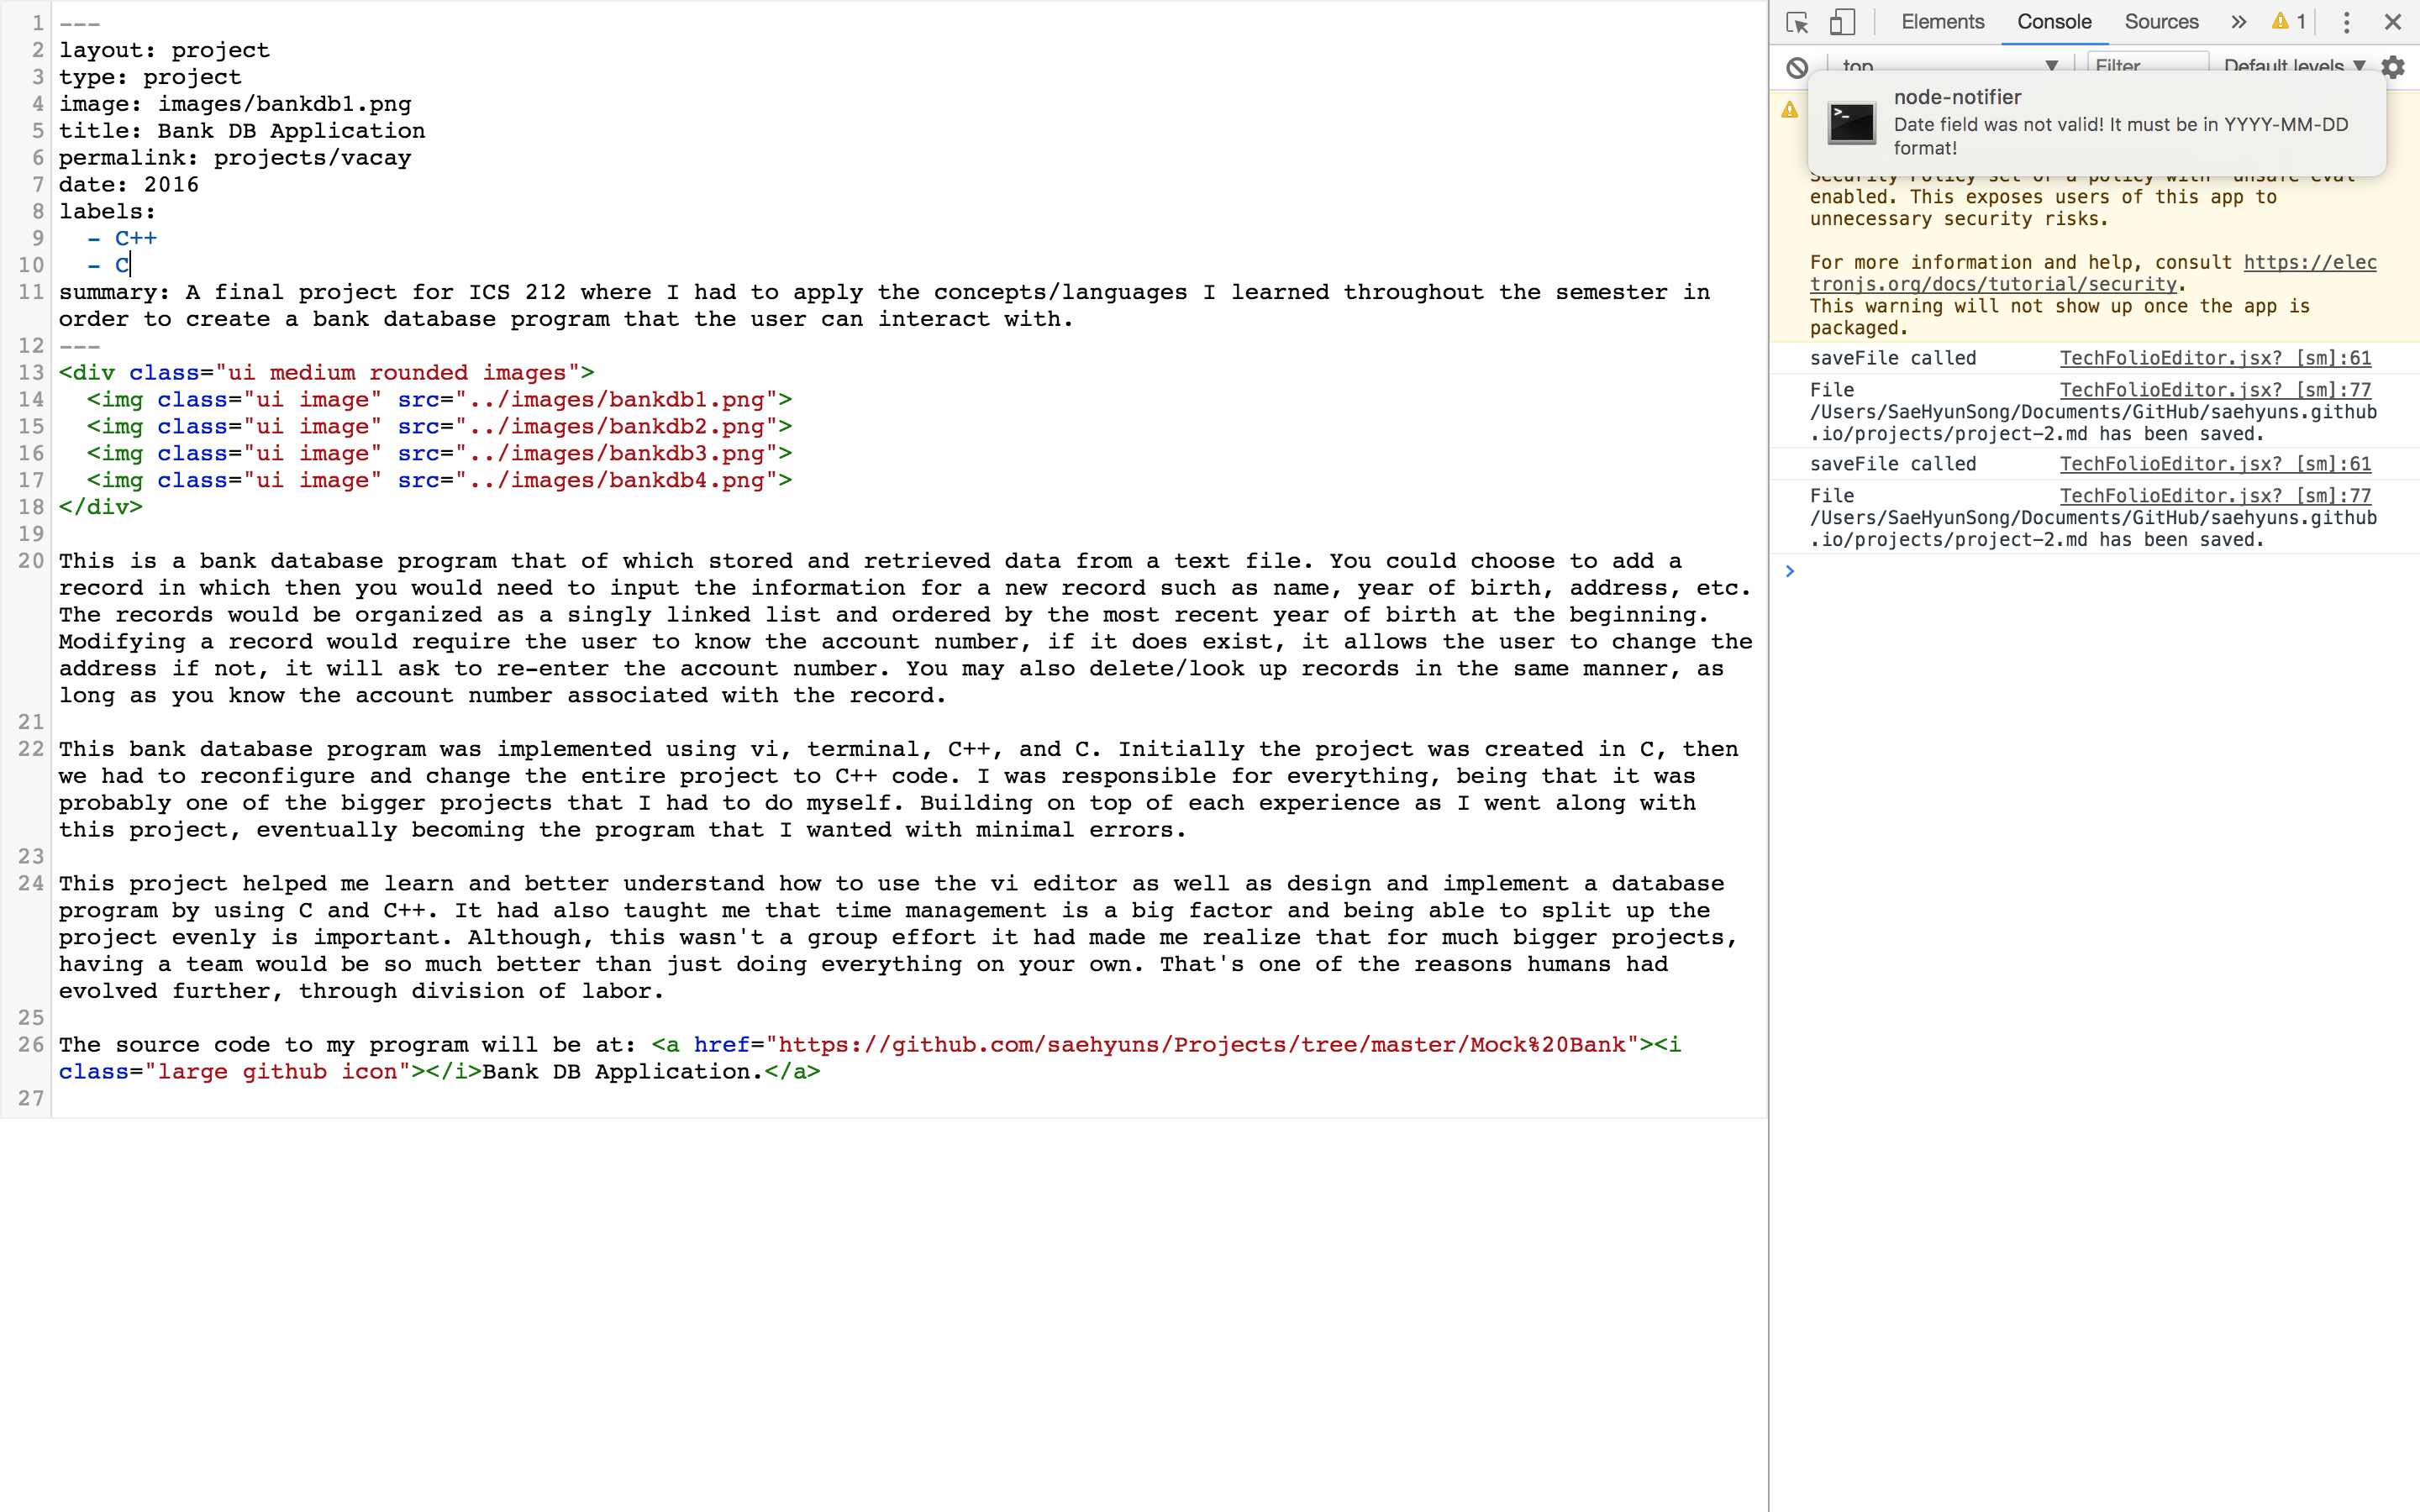 1 ---
2 layout: project
3 type: project
4 image: images/bankdb1.png
5 title: Bank DB Application
6 permalink: projects/vacay
7 date: 2016
8 labels:
9   - C++
10   - C
11 summary: A final project for ICS 212 where I had to apply the concepts/languages I learned throughout the semester in
order to create a bank database program that the user can interact with.
12 ---
13 <div class="ui medium rounded images">
14   <img class="ui image" src="../images/bankdb1.png">
15   <img class="ui image" src="../images/bankdb2.png">
16   <img class="ui image" src="../images/bankdb3.png">
17   <img class="ui image" src="../images/bankdb4.png">
18 </div>
19
20 This is a bank database program that of which stored and retrieved data from a text file. You could choose to add a
record in which then you would need to input the information for a new record such as name, year of birth, address, etc.
The records would be organized as a singly linked list and ordered by the most recent year of birth at the beginning.
Modifying a record would require the user to know the account number, if it does exist, it allows the user to change the
address if not, it will ask to re-enter the account number. You may also delete/look up records in the same manner, as
long as you know the account number associated with the record.
21
22 This bank database program was implemented using vi, terminal, C++, and C. Initially the project was created in C, then
we had to reconfigure and change the entire project to C++ code. I was responsible for everything, being that it was
probably one of the bigger projects that I had to do myself. Building on top of each experience as I went along with
this project, eventually becoming the program that I wanted with minimal errors.
23
24 This project helped me learn and better understand how to use the vi editor as well as design and implement a database
program by using C and C++. It had also taught me that time management is a big factor and being able to split up the
project evenly is important. Although, this wasn't a group effort it had made me realize that for much bigger projects,
having a team would be so much better than just doing everything on your own. That's one of the reasons humans had
evolved further, through division of labor.
25
26 The source code to my program will be at: <a href="https://github.com/saehyuns/Projects/tree/master/Mock%20Bank"><i
class="large github icon"></i>Bank DB Application.</a>
27
Elements Console Sources » 1
top Filter Default levels
node-notifier
Date field was not valid! It must be in YYYY-MM-DD
format!
Security Policy set or a policy with "unsafe-eval"
enabled. This exposes users of this app to
unnecessary security risks.
For more information and help, consult https://elec
tronjs.org/docs/tutorial/security.
This warning will not show up once the app is
packaged.
saveFile called TechFolioEditor.jsx? [sm]:61
File TechFolioEditor.jsx? [sm]:77
/Users/SaeHyunSong/Documents/GitHub/saehyuns.github
.io/projects/project-2.md has been saved.
saveFile called TechFolioEditor.jsx? [sm]:61
File TechFolioEditor.jsx? [sm]:77
/Users/SaeHyunSong/Documents/GitHub/saehyuns.github
.io/projects/project-2.md has been saved.